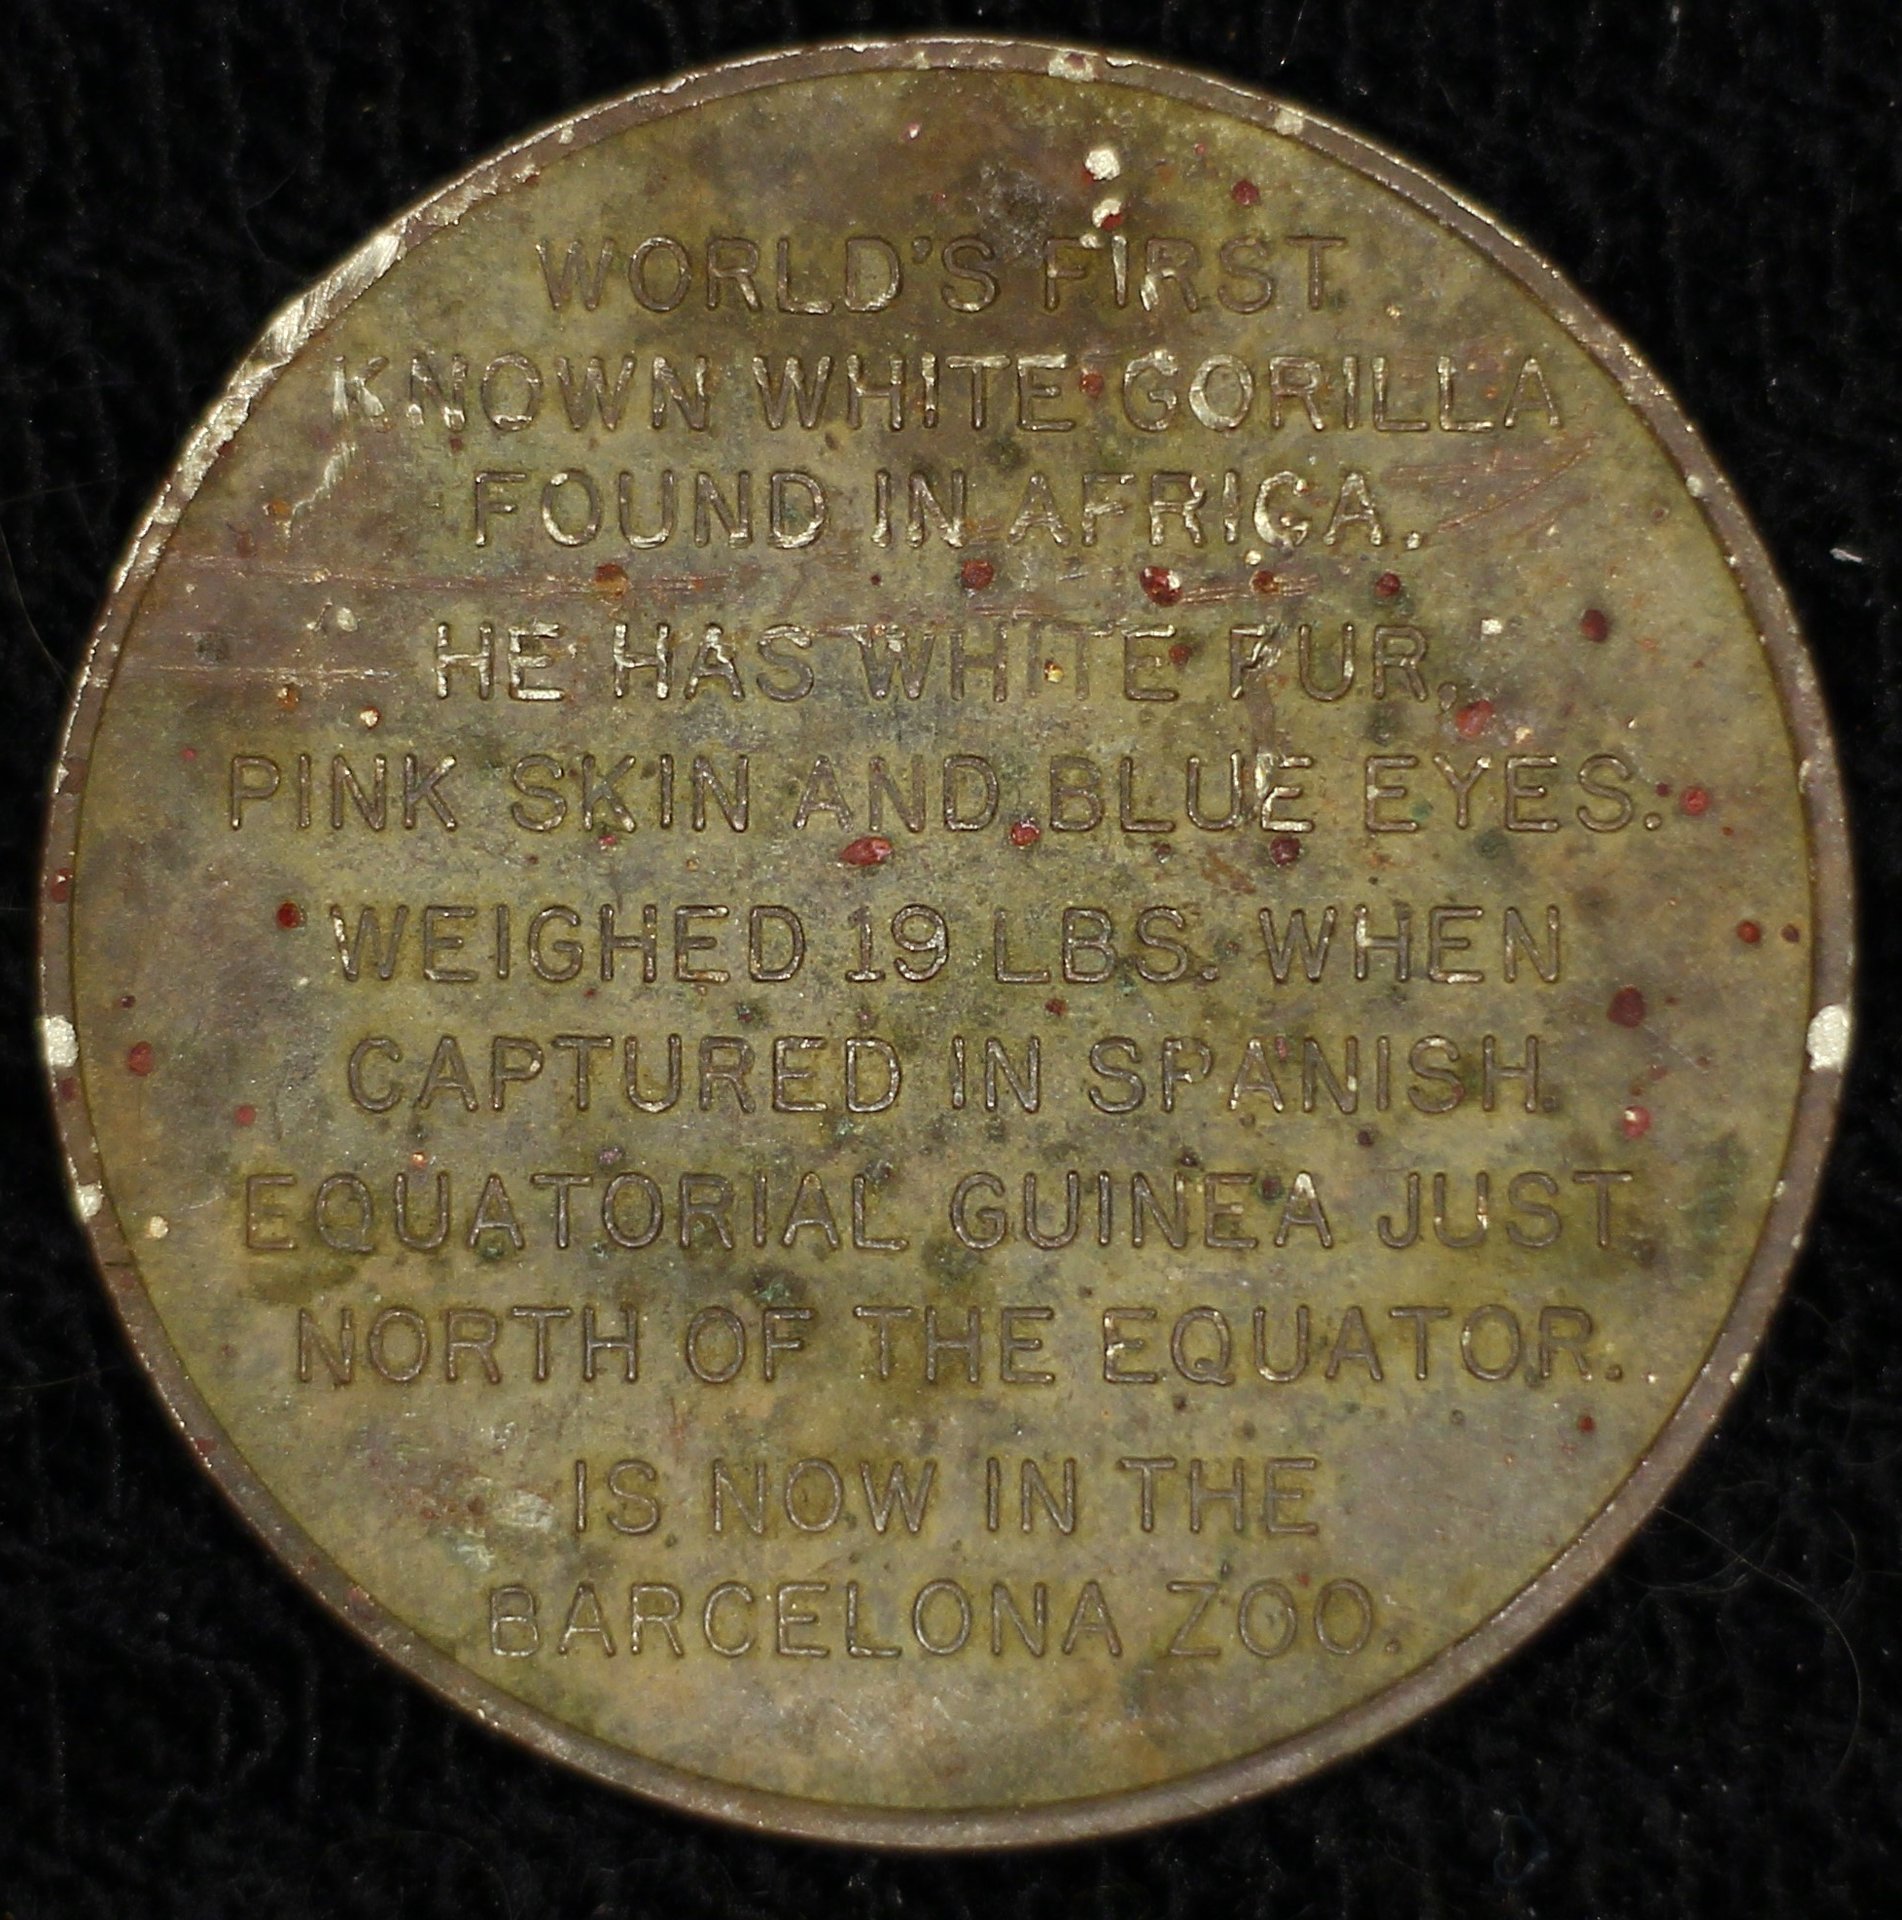 WORLD'S FIRST
KNOWN WHITE GORILLA
FOUND IN AFRICA.
HE HAS WHITE FUR,
PINK SKIN AND BLUE EYES.
WEIGHED 19 LBS. WHEN
CAPTURED IN SPANISH
EQUATORIAL GUINEA JUST
NORTH OF THE EQUATOR.
IS NOW IN THE
BARCELONA ZOO.